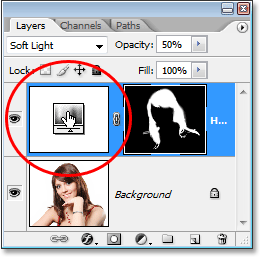 Layers Channels Paths
Soft Light Opacity: 50%
Lock: Fill: 100%
H...
Background